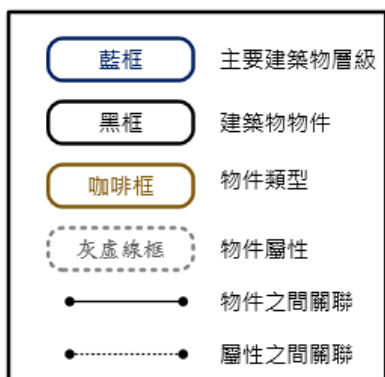 藍框 主要建築物層級
黑框 建築物物件
咖啡框 物件類型
灰虛線框 物件屬性
物件之間關聯
屬性之間關聯